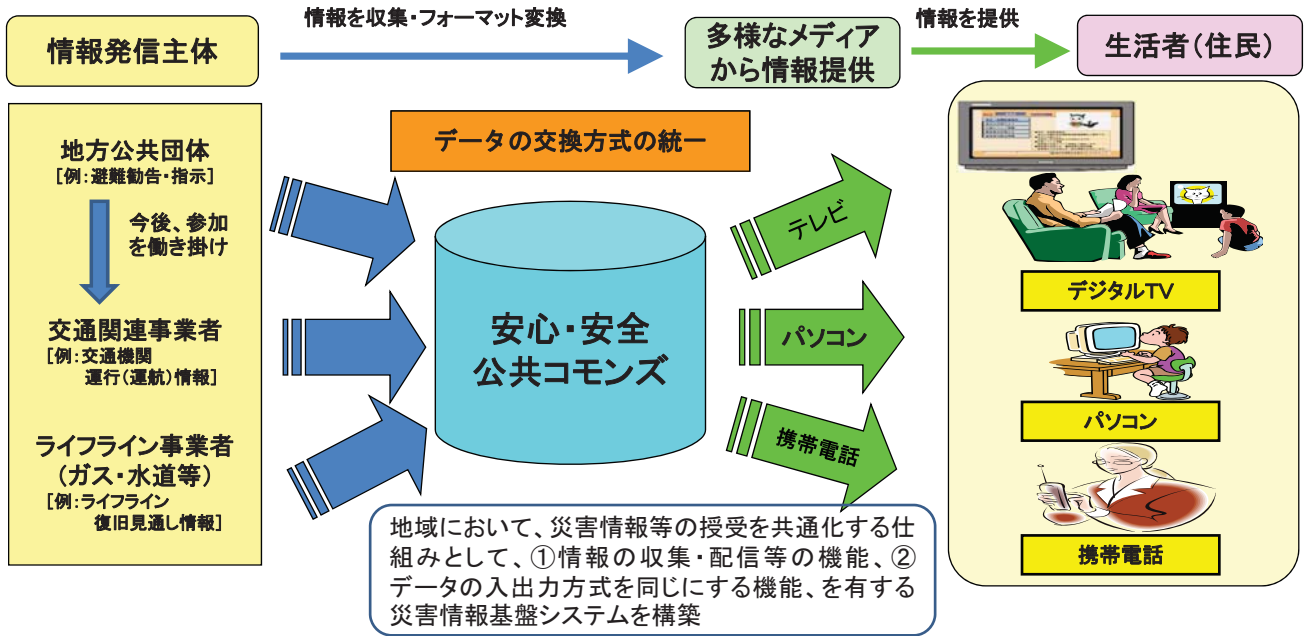 情報を収集・フォーマット変換
情報を提供
情報発信主体
多様なメディア
から情報提供
生活者(住民)
地方公共団体
[例:避難勧告・指示]
今後、参加
を働き掛け
交通関連事業者
[例:交通機関
運行(運航)情報]
ライフライン事業者
(ガス・水道等)
[例:ライフライン
復旧見通し情報]
データの交換方式の統一
安心・安全
公共コモンズ
テレビ
パソコン
携帯電話
デジタルTV
パソコン
携帯電話
地域において、災害情報等の授受を共通化する仕
組みとして、①情報の収集・配信等の機能、②
データの入出力方式を同じにする機能、を有する
災害情報基盤システムを構築